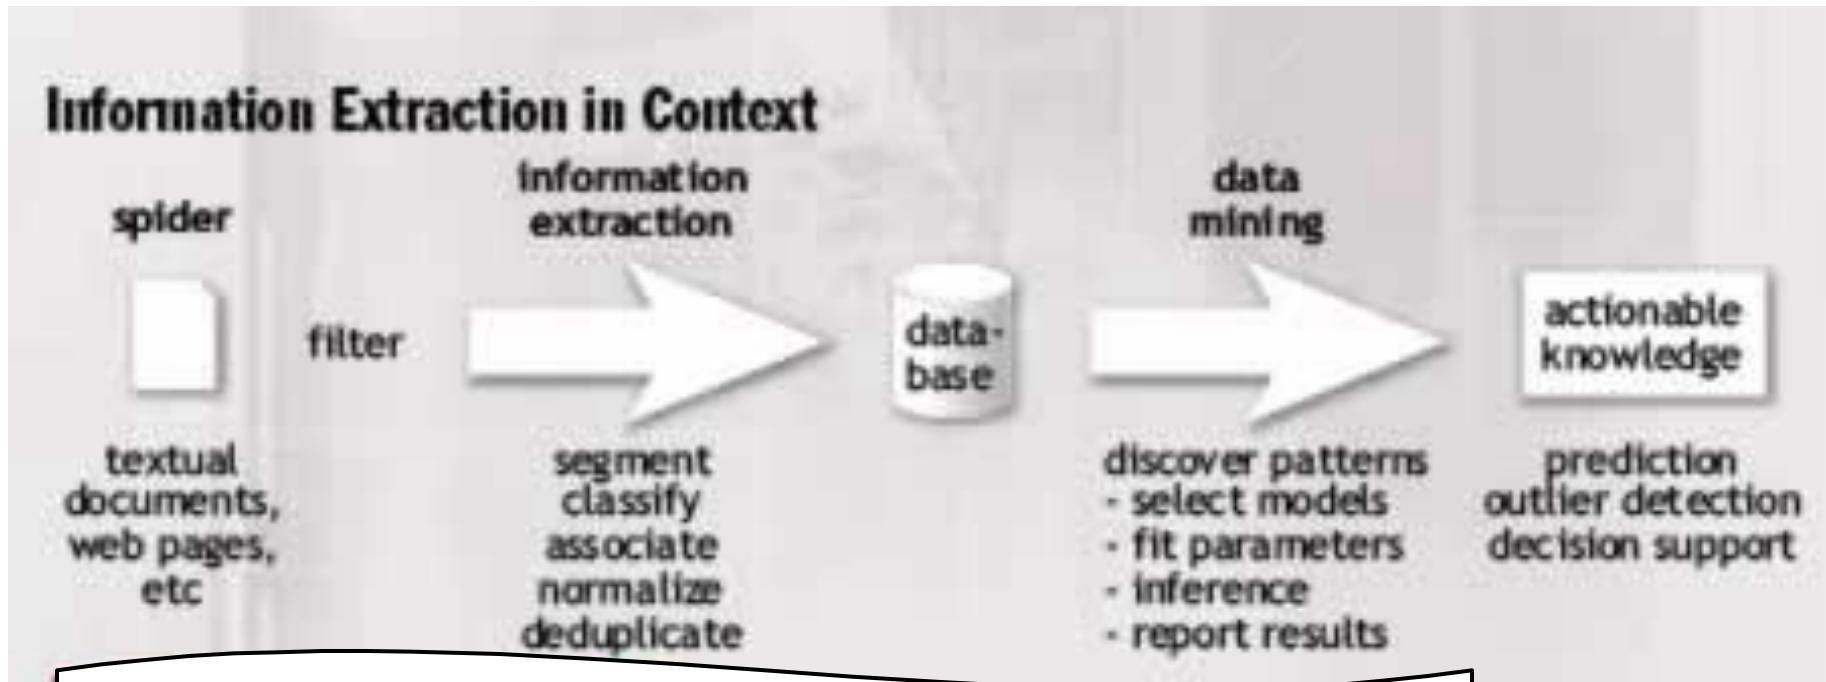 Information Extraction in Context
spider
textual
documents,
web pages,
etc
filter
information
extraction
segment
classify
associate
normalize
deduplicate
data-
base
data
mining
discover patterns
- select models
- fit parameters
- inference
- report results
actionable
knowledge
prediction
outlier detection
decision support